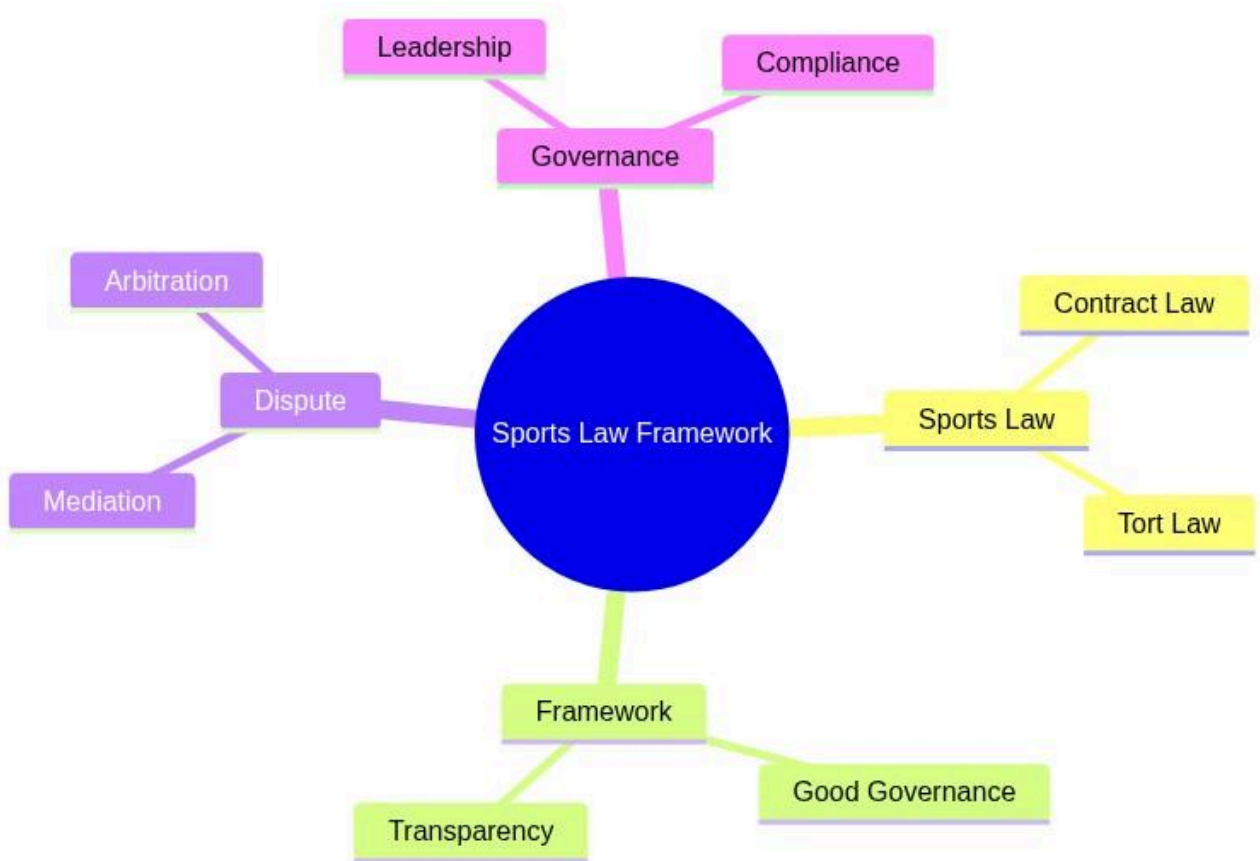 Leadership
Compliance
Governance
Arbitration
Contract Law
Dispute
Sports Law
Sports Law Framework
Mediation
Tort Law
Framework
Good Governance
Transparency